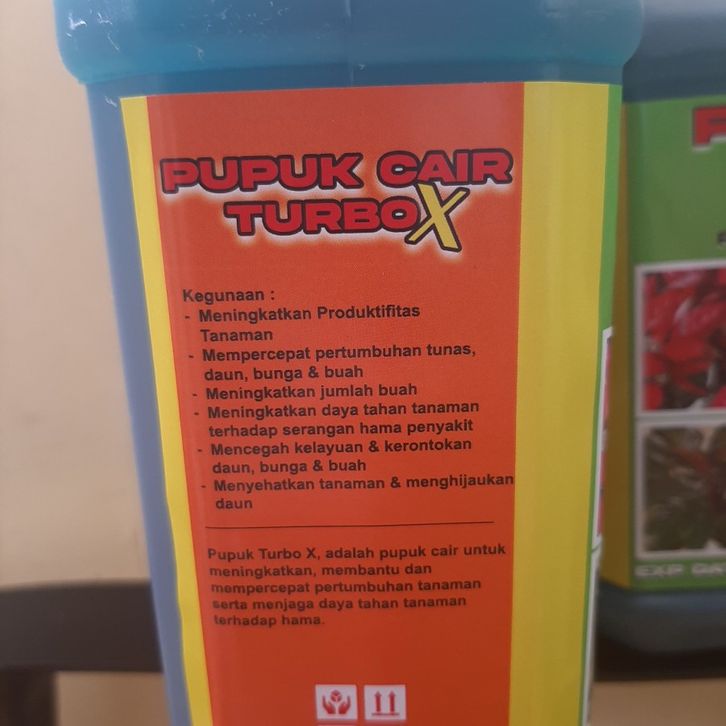 PUPUK CAIR
TURBO X
Kegunaan :
- Meningkatkan Produktifitas
Tanaman
- Mempercepat pertumbuhan tunas,
daun, bunga & buah
- Meningkatkan jumlah buah
- Meningkatkan daya tahan tanaman
terhadap serangan hama penyakit
- Mencegah kelayuan & kerontokan
daun, bunga & buah
- Menyehatkan tanaman & menghijaukan
daun
Pupuk Turbo X, adalah pupuk cair untuk
meningkatkan, membantu dan
mempercepat pertumbuhan tanaman
serta menjaga daya tahan tanaman
terhadap hama.
EXP